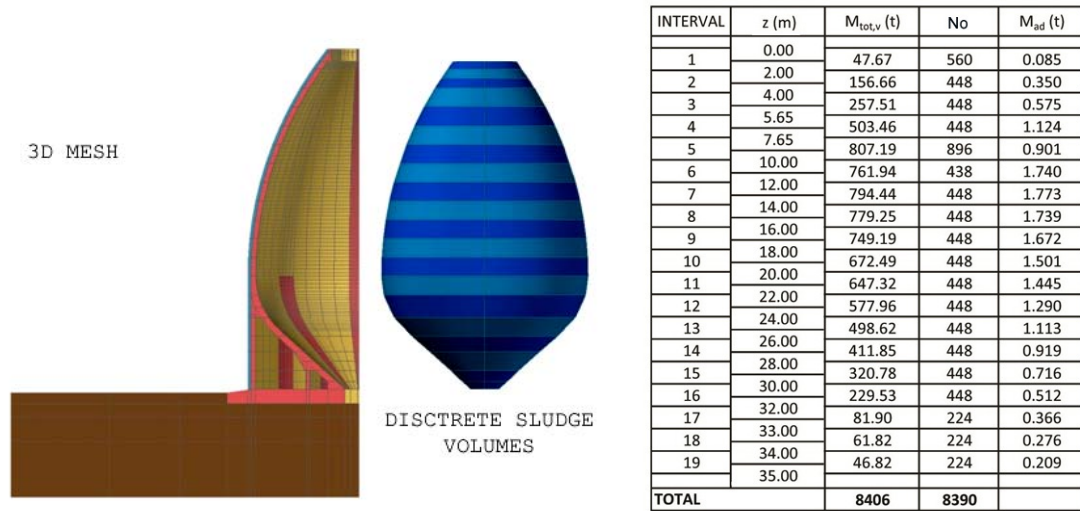 3D MESH
DISCTRETE SLUDGE
VOLUMES
INTERVAL z (m) Mtot,v (t) No Mad (t)
0.00
1 47.67 560 0.085
2.00
2 156.66 448 0.350
4.00
3 257.51 448 0.575
5.65
4 503.46 448 1.124
7.65
5 807.19 896 0.901
10.00
6 761.94 438 1.740
12.00
7 794.44 448 1.773
14.00
8 779.25 448 1.739
16.00
9 749.19 448 1.672
18.00
10 672.49 448 1.501
20.00
11 647.32 448 1.445
22.00
12 577.96 448 1.290
24.00
13 498.62 448 1.113
26.00
14 411.85 448 0.919
28.00
15 320.78 448 0.716
30.00
16 229.53 448 0.512
32.00
17 81.90 224 0.366
33.00
18 61.82 224 0.276
34.00
19 46.82 224 0.209
35.00
TOTAL 8406 8390